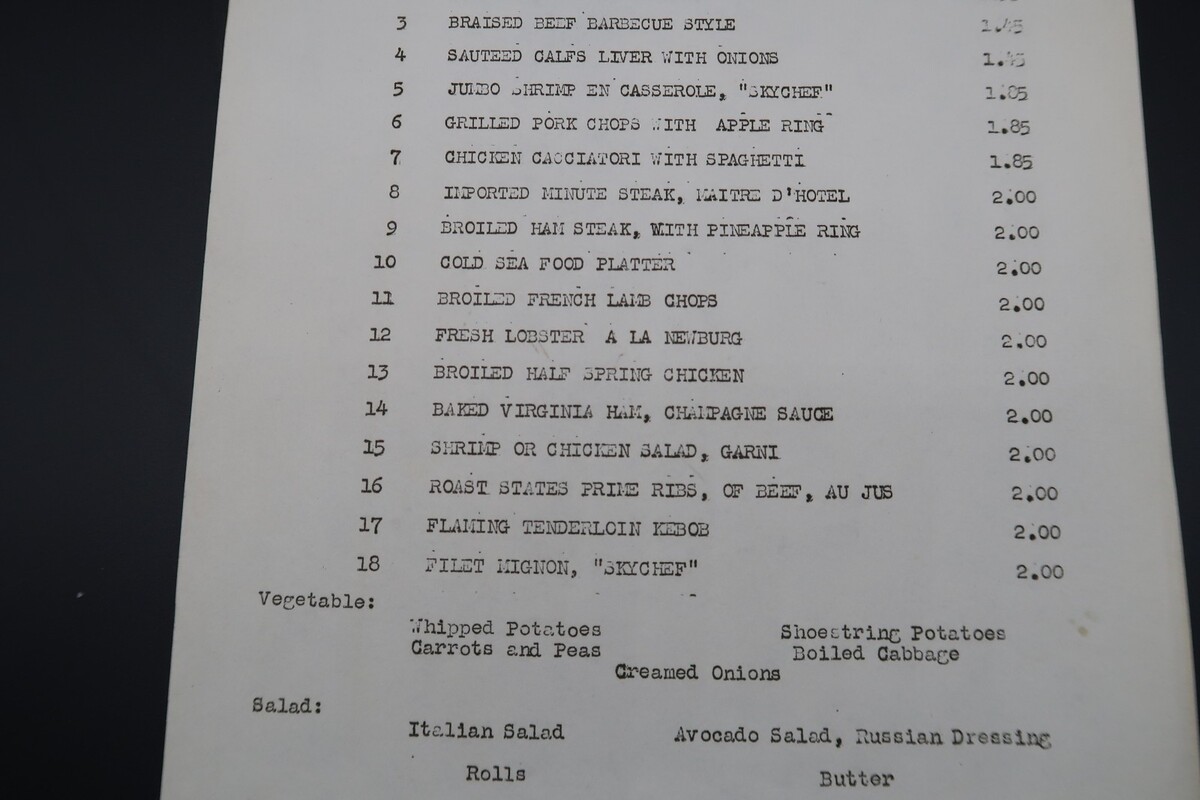 3 BRAISED BEEF BARBECUE STYLE 1.45
4 SAUTEED CALFS LIVER WITH ONIONS 1.45
5 JUMBO SHRIMP EN CASSEROLE, "SKYCHEF" 1.85
6 GRILLED PORK CHOPS WITH APPLE RING 1.85
7 CHICKEN CACCIATORI WITH SPAGHETTI 1.85
8 IMPORTED MINUTE STEAK, MAITRE D'HOTEL 2.00
9 BROILED HAM STEAK, WITH PINEAPPLE RING 2.00
10 COLD SEA FOOD PLATTER 2.00
11 BROILED FRENCH LAMB CHOPS 2.00
12 FRESH LOBSTER A LA NEWBURG 2.00
13 BROILED HALF SPRING CHICKEN 2.00
14 BAKED VIRGINIA HAM, CHAMPAGNE SAUCE 2.00
15 SHRIMP OR CHICKEN SALAD, GARNI 2.00
16 ROAST STATES PRIME RIBS, OF BEEF, AU JUS 2.00
17 FLAMING TENDERLOIN KEBOB 2.00
18 FILET MIGNON, "SKYCHEF" 2.00
Vegetable:
Whipped Potatoes Shoestring Potatoes
Carrots and Peas Boiled Cabbage
Creamed Onions
Salad:
Italian Salad Avocado Salad, Russian Dressing
Rolls Butter